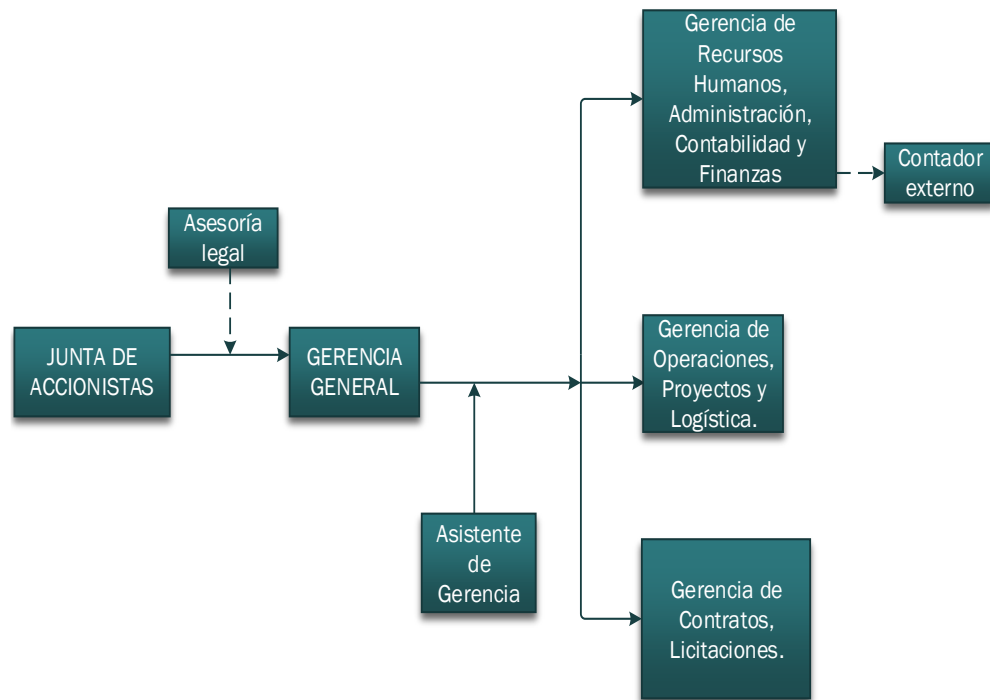 Gerencia de
Recursos
Humanos,
Administración,
Contabilidad y
Finanzas
Contador
externo
Asesoría
legal
JUNTA DE
ACCIONISTAS
GERENCIA
GENERAL
Gerencia de
Operaciones,
Proyectos y
Logística.
Asistente
de
Gerencia
Gerencia de
Contratos,
Licitaciones.